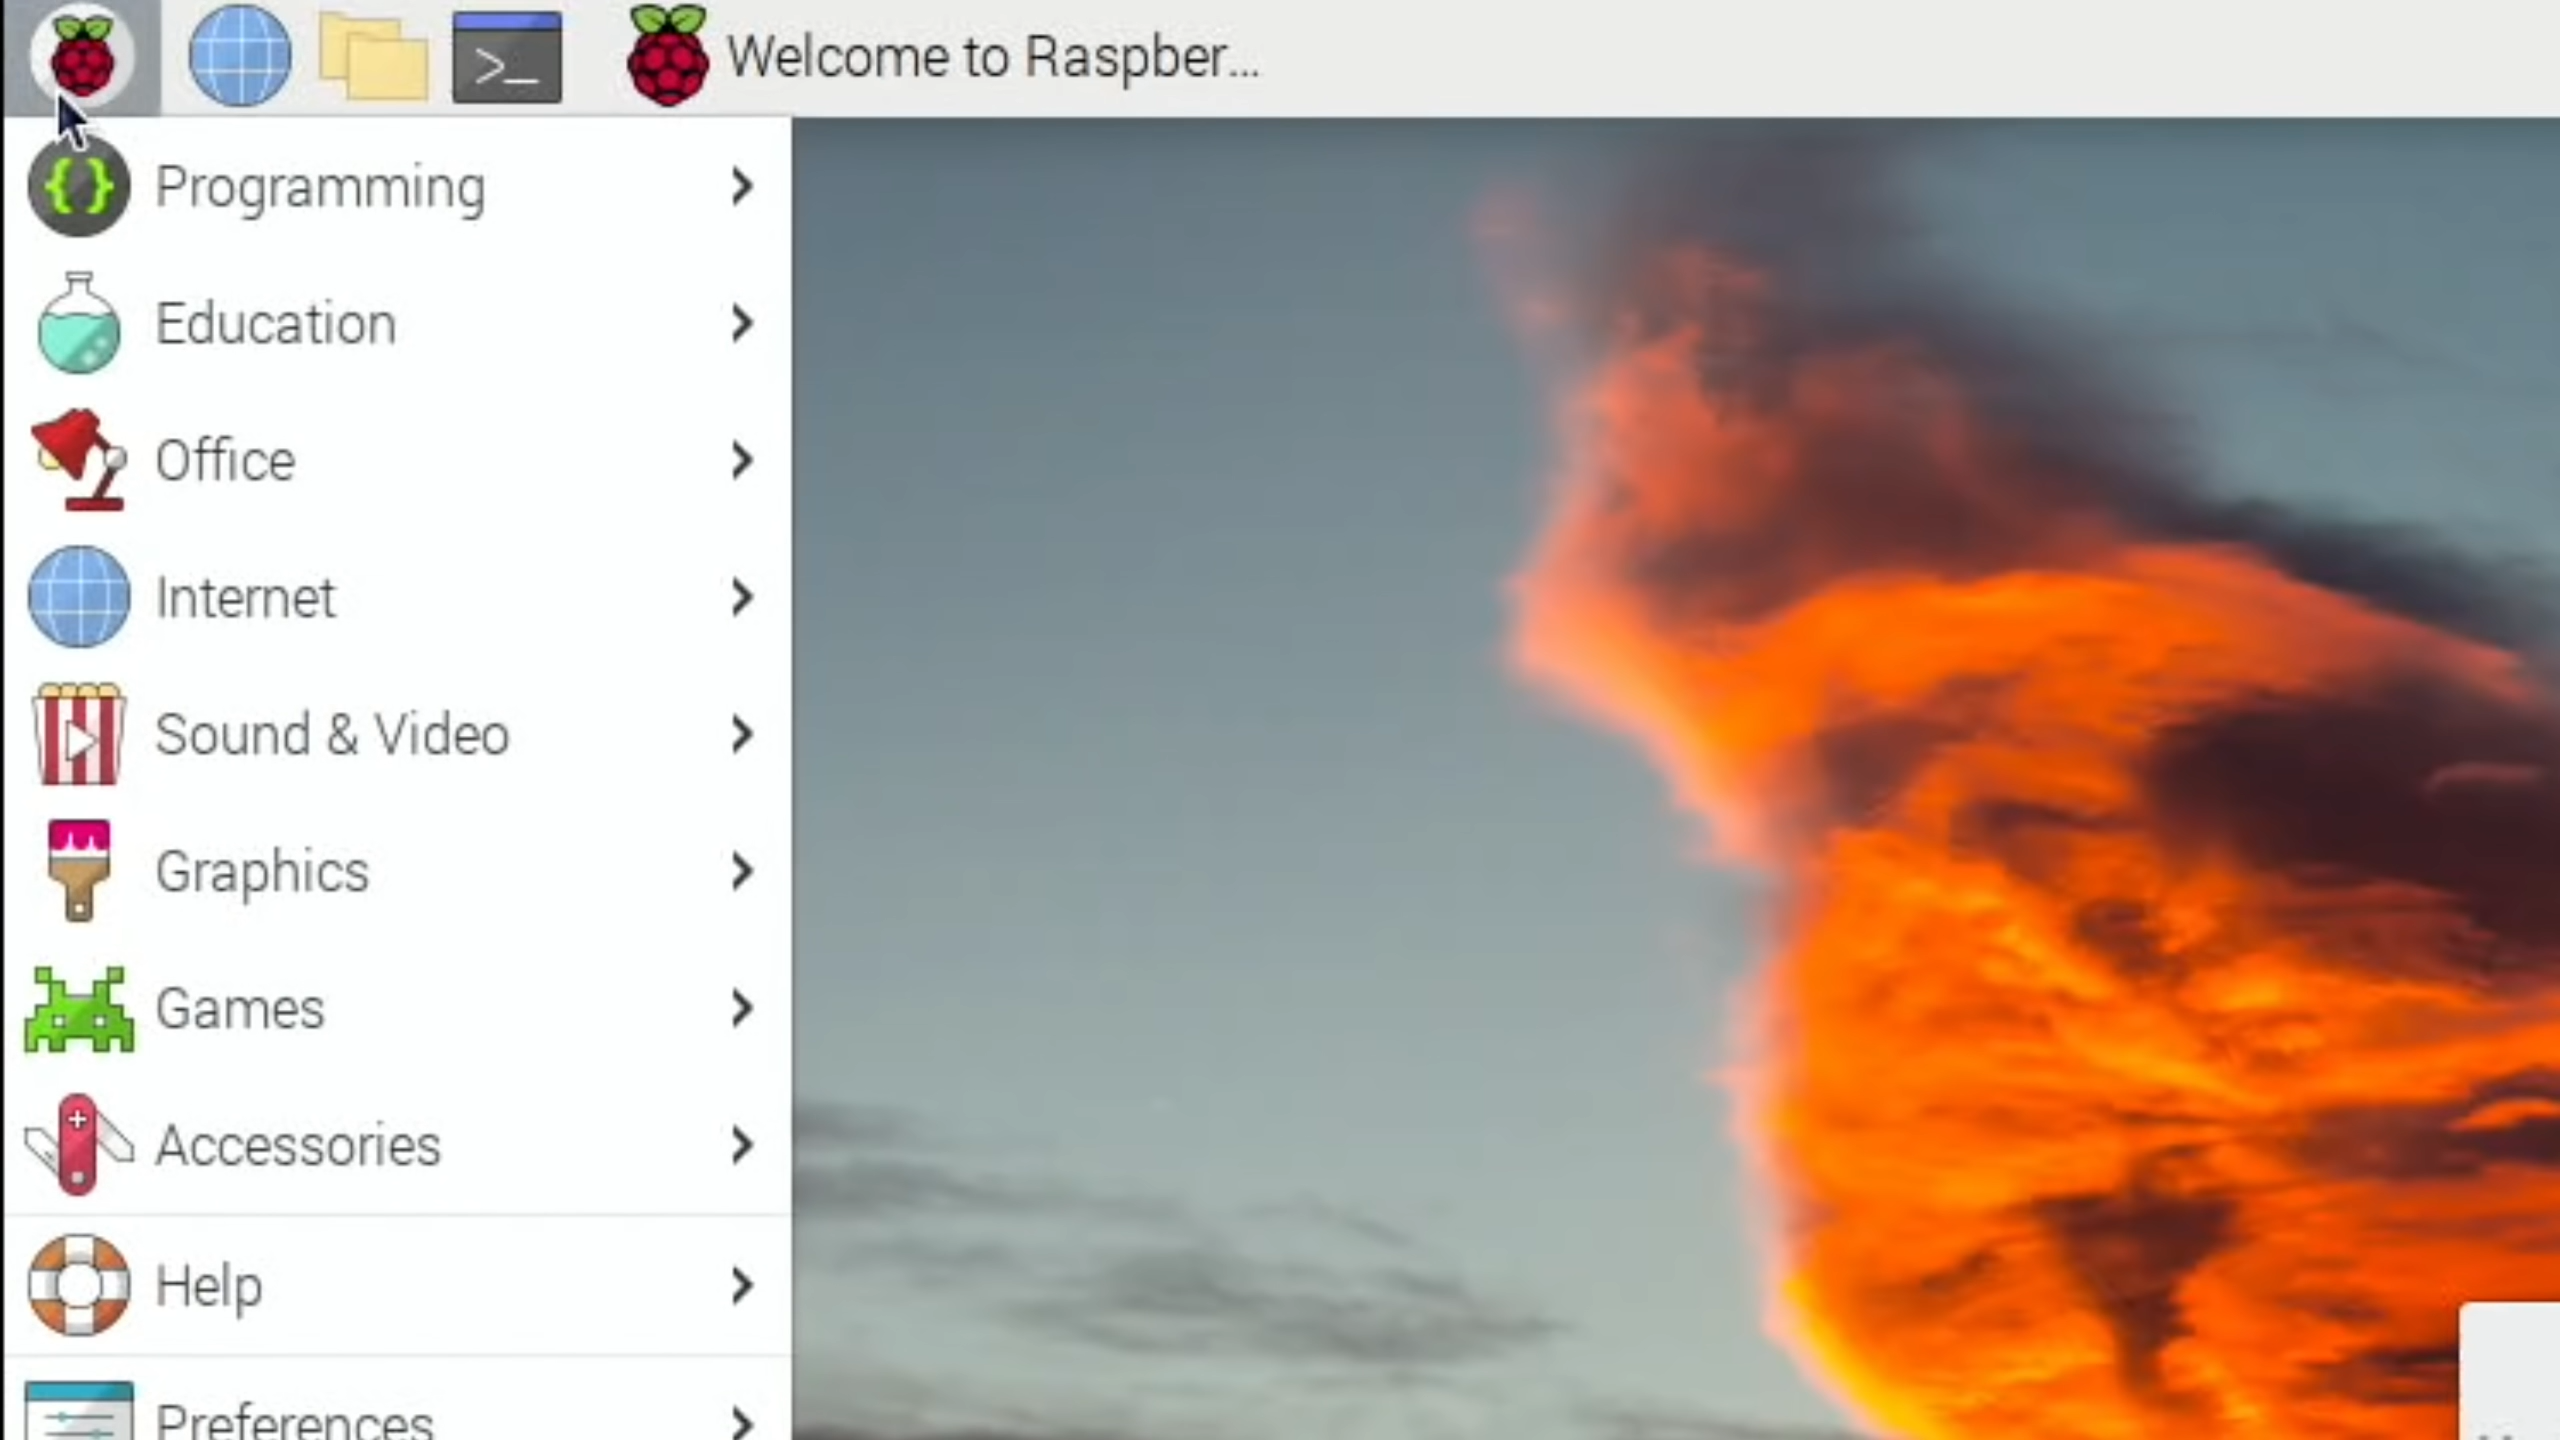 Welcome to Raspber...
Programming
Education
Office
Internet
Sound & Video
Graphics
Games
Accessories
Help
Preferences